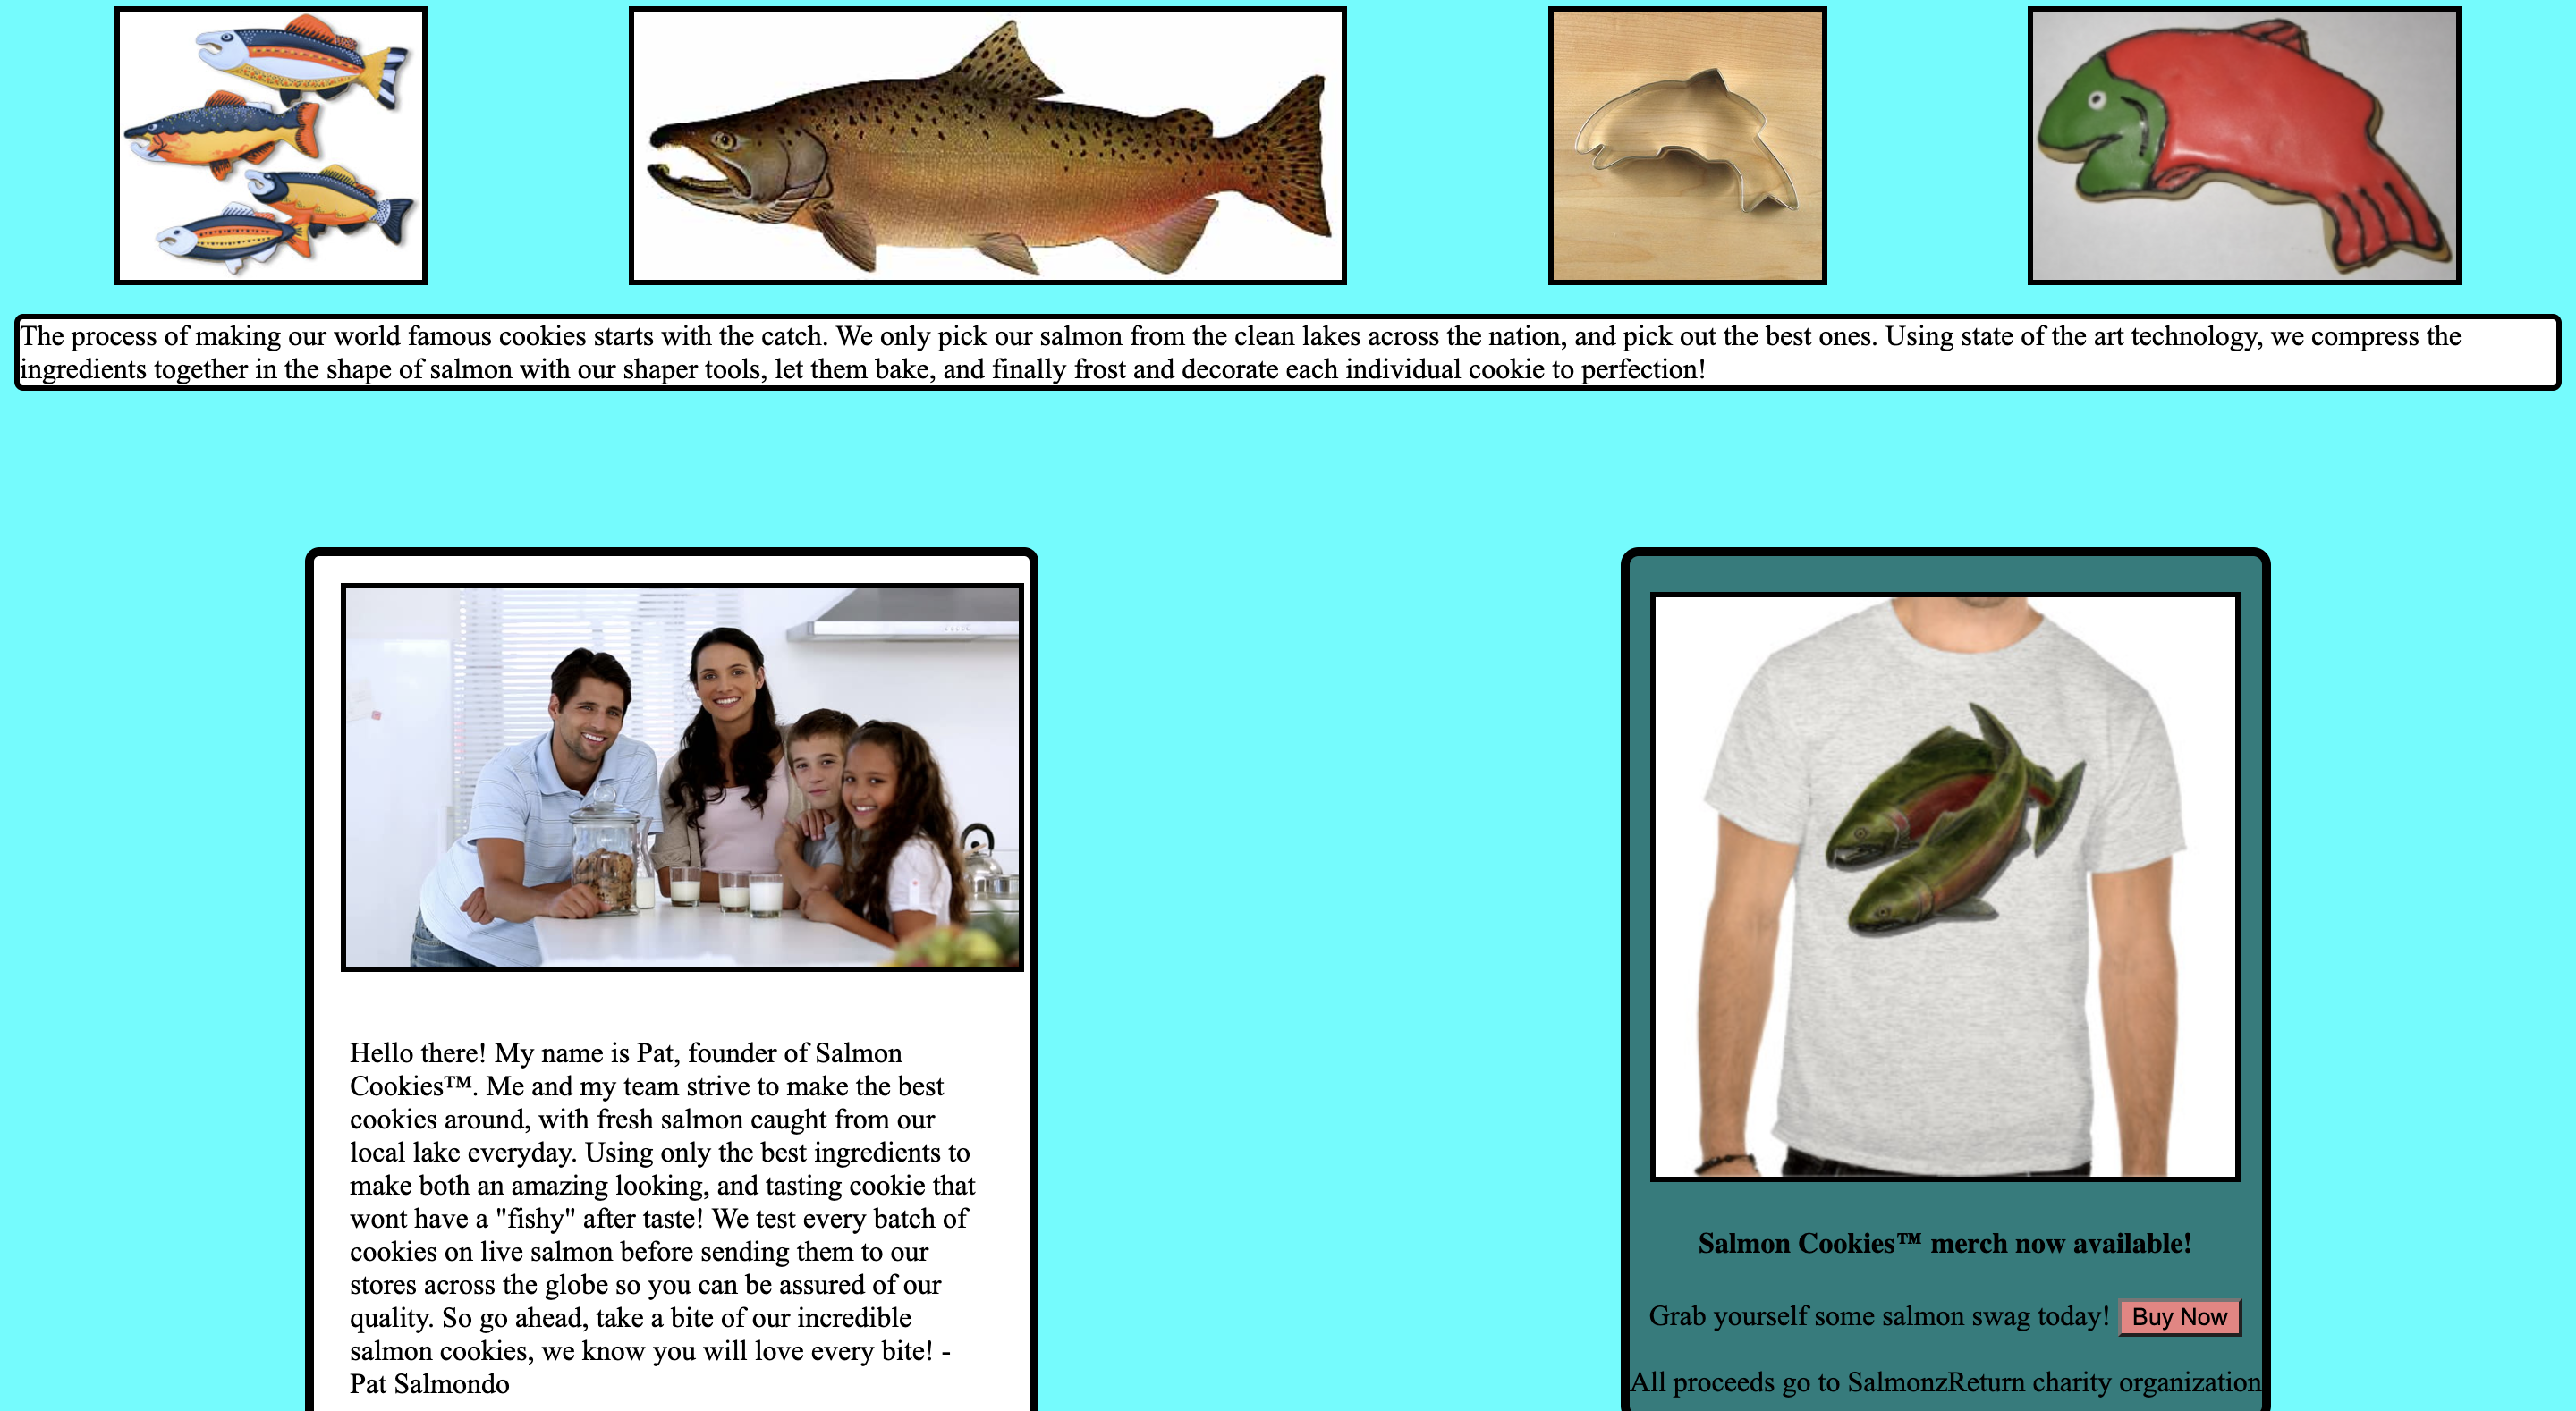 The process of making our world famous cookies starts with the catch. We only pick our salmon from the clean lakes across the nation, and pick out the best ones. Using state of the art technology, we compress the
ingredients together in the shape of salmon with our shaper tools, let them bake, and finally frost and decorate each individual cookie to perfection!
Hello there! My name is Pat, founder of Salmon
Cookies™. Me and my team strive to make the best
cookies around, with fresh salmon caught from our
local lake everyday. Using only the best ingredients to
make both an amazing looking, and tasting cookie that
wont have a "fishy" after taste! We test every batch of
cookies on live salmon before sending them to our
stores across the globe so you can be assured of our
quality. So go ahead, take a bite of our incredible
salmon cookies, we know you will love every bite! -
Pat Salmondo
Salmon Cookies™ merch now available!
Grab yourself some salmon swag today! Buy Now
All proceeds go to SalmonzReturn charity organization